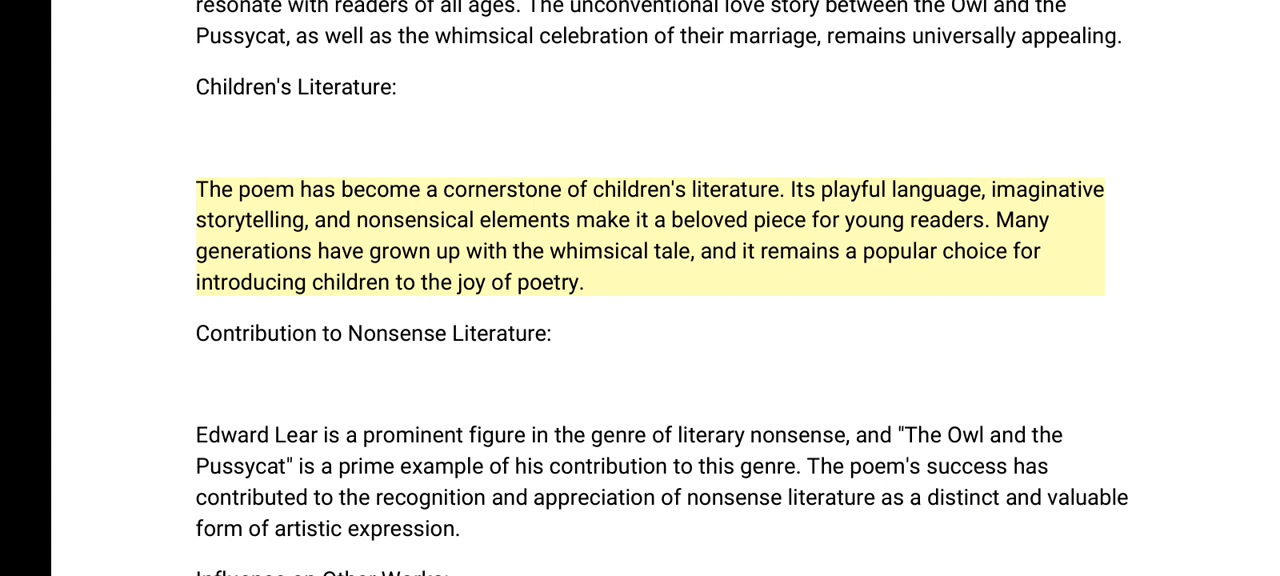 resonate with readers of all ages. The unconventional love story between the Owl and the
Pussycat, as well as the whimsical celebration of their marriage, remains universally appealing.
Children's Literature:
The poem has become a cornerstone of children's literature. Its playful language, imaginative
storytelling, and nonsensical elements make it a beloved piece for young readers. Many
generations have grown up with the whimsical tale, and it remains a popular choice for
introducing children to the joy of poetry.
Contribution to Nonsense Literature:
Edward Lear is a prominent figure in the genre of literary nonsense, and "The Owl and the
Pussycat" is a prime example of his contribution to this genre. The poem's success has
contributed to the recognition and appreciation of nonsense literature as a distinct and valuable
form of artistic expression.
Influence on Other Works: